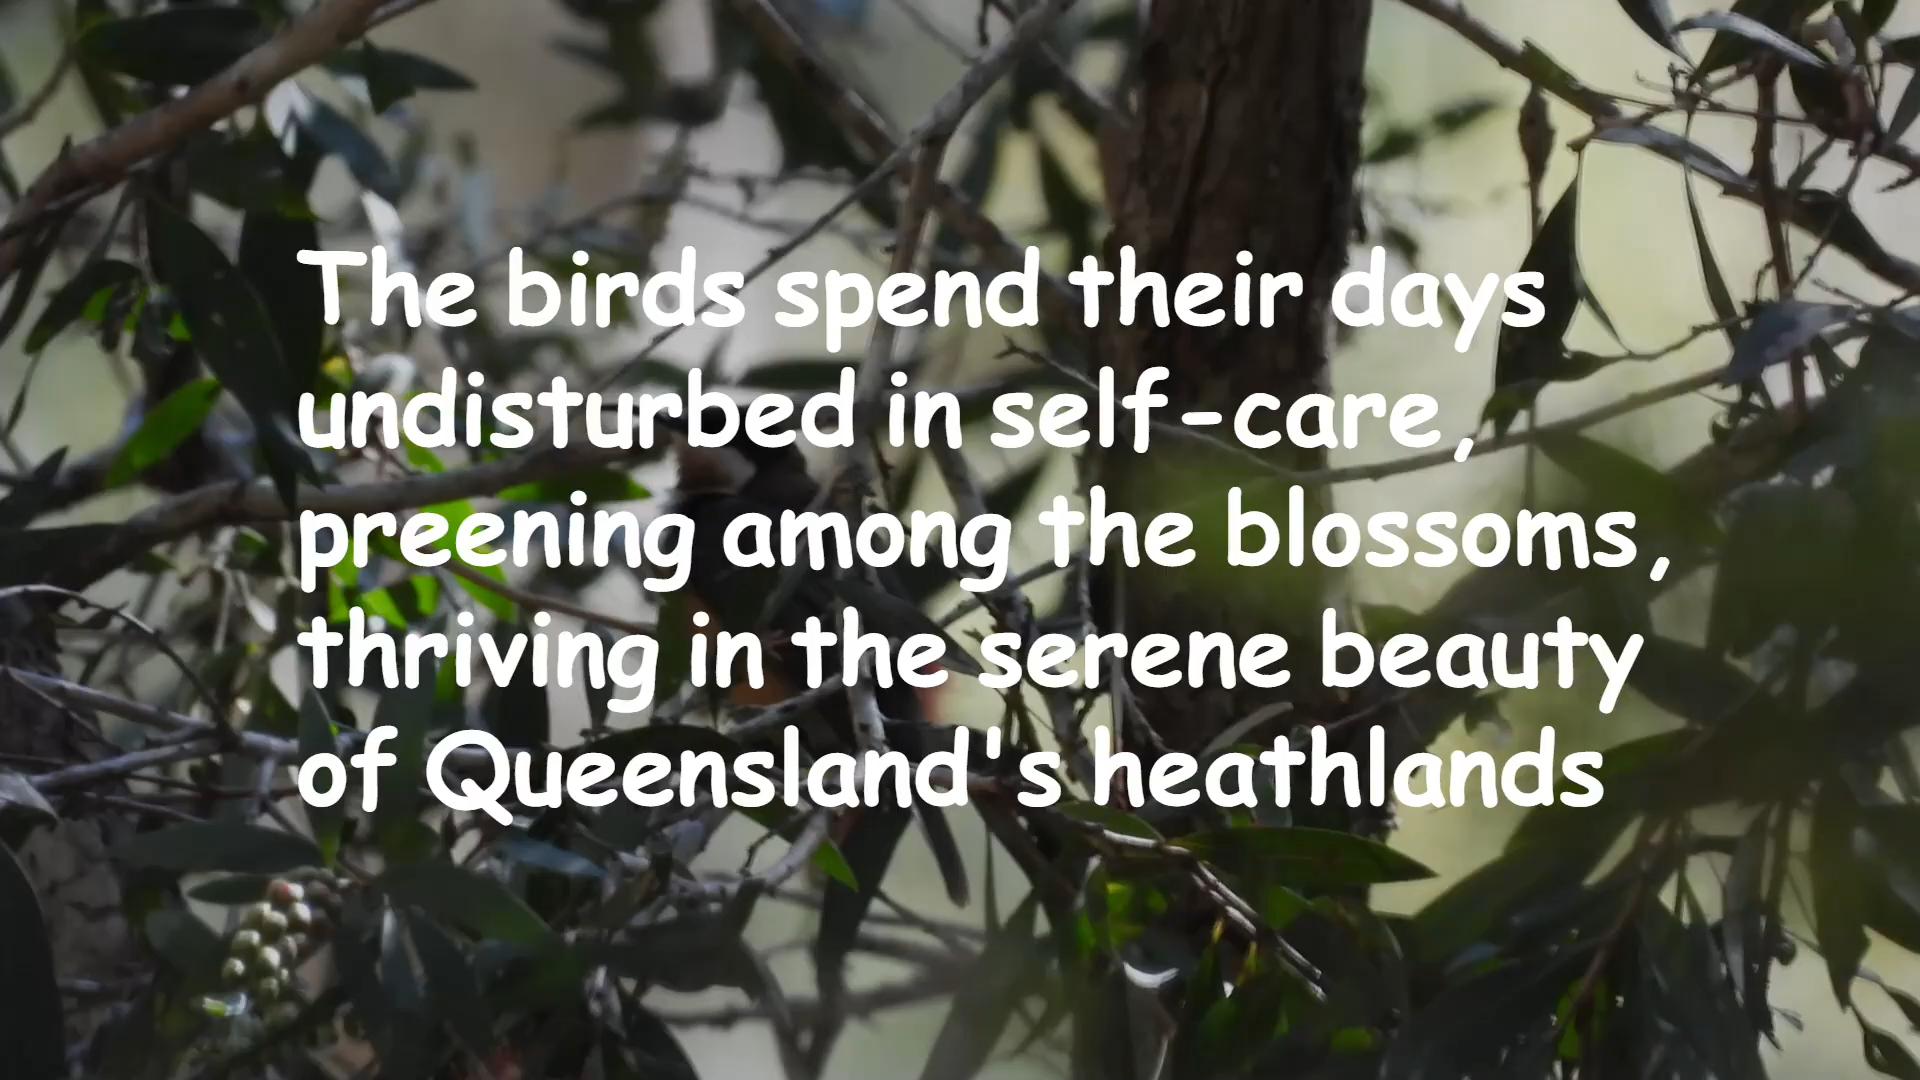 The birds spend their days
undisturbed in self-care,
preening among the blossoms,
thriving in the serene beauty
of Queensland's heathlands